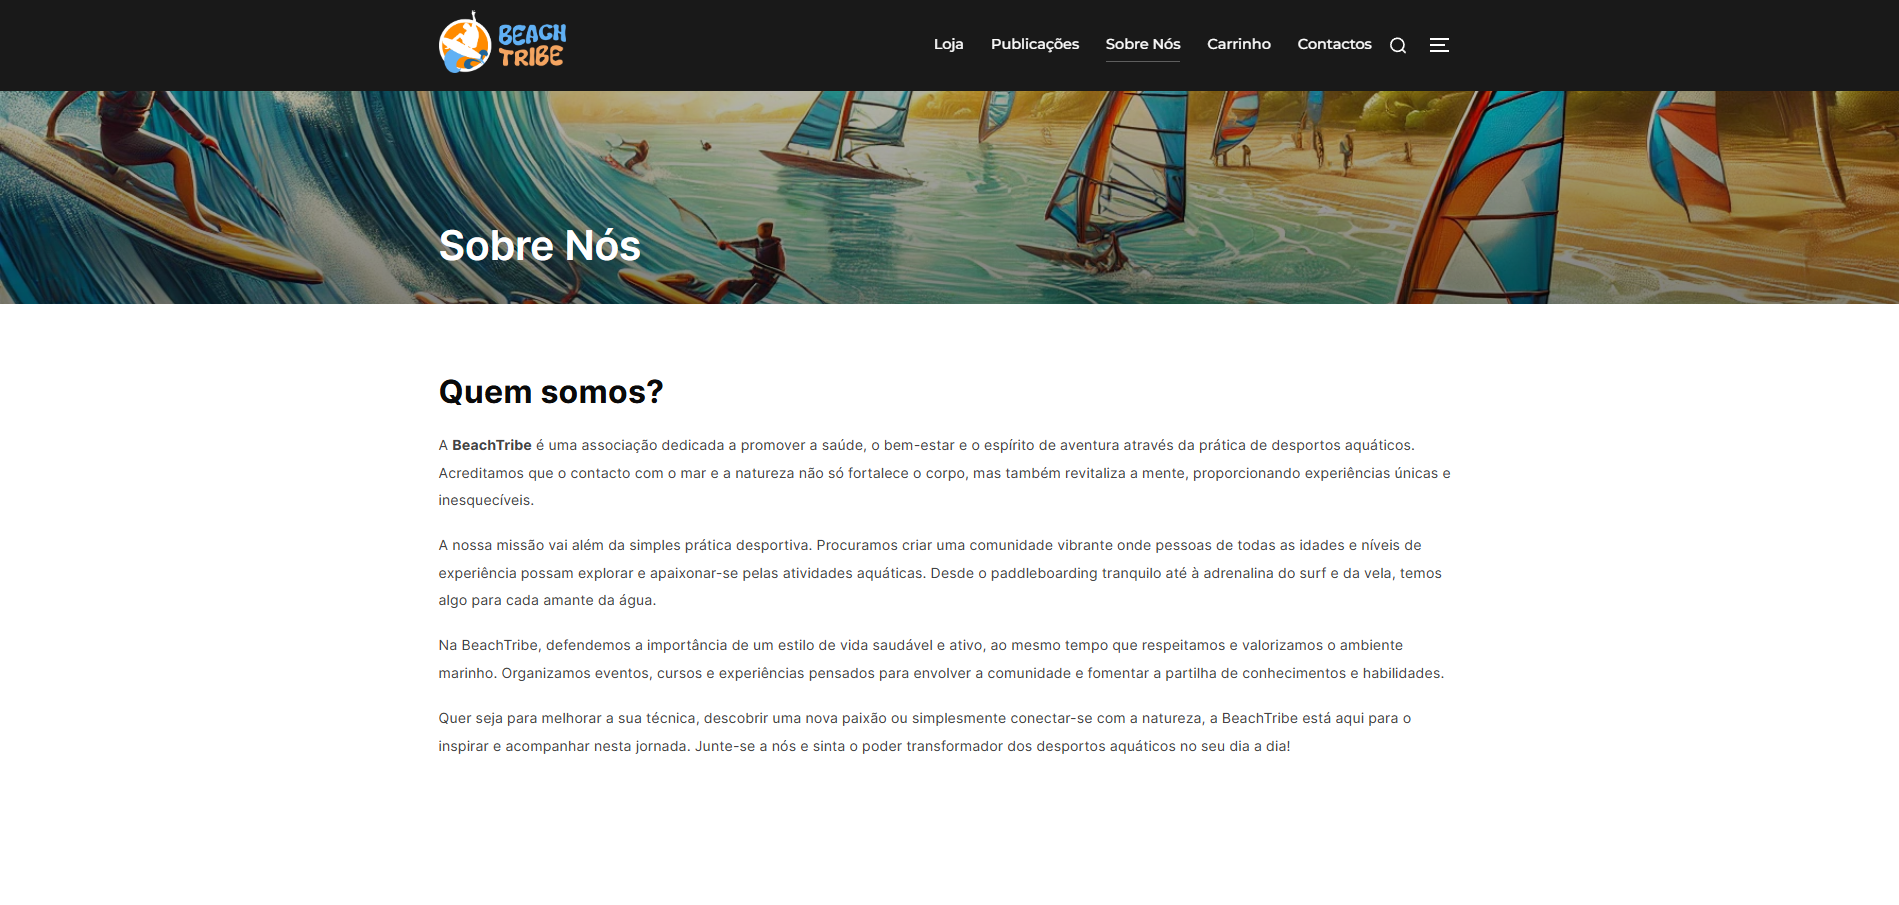 BEACH
TRIBE
Loja Publicações Sobre Nós Carrinho Contactos
Sobre Nós
Quem somos?
A BeachTribe é uma associação dedicada a promover a saúde, o bem-estar e o espírito de aventura através da prática de desportos aquáticos.
Acreditamos que o contacto com o mar e a natureza não só fortalece o corpo, mas também revitaliza a mente, proporcionando experiências únicas e
inesquecíveis.
A nossa missão vai além da simples prática desportiva. Procuramos criar uma comunidade vibrante onde pessoas de todas as idades e níveis de
experiência possam explorar e apaixonar-se pelas atividades aquáticas. Desde o paddleboarding tranquilo até à adrenalina do surf e da vela, temos
algo para cada amante da água.
Na BeachTribe, defendemos a importância de um estilo de vida saudável e ativo, ao mesmo tempo que respeitamos e valorizamos o ambiente
marinho. Organizamos eventos, cursos e experiências pensados para envolver a comunidade e fomentar a partilha de conhecimentos e habilidades.
Quer seja para melhorar a sua técnica, descobrir uma nova paixão ou simplesmente conectar-se com a natureza, a BeachTribe está aqui para o
inspirar e acompanhar nesta jornada. Junte-se a nós e sinta o poder transformador dos desportos aquáticos no seu dia a dia!